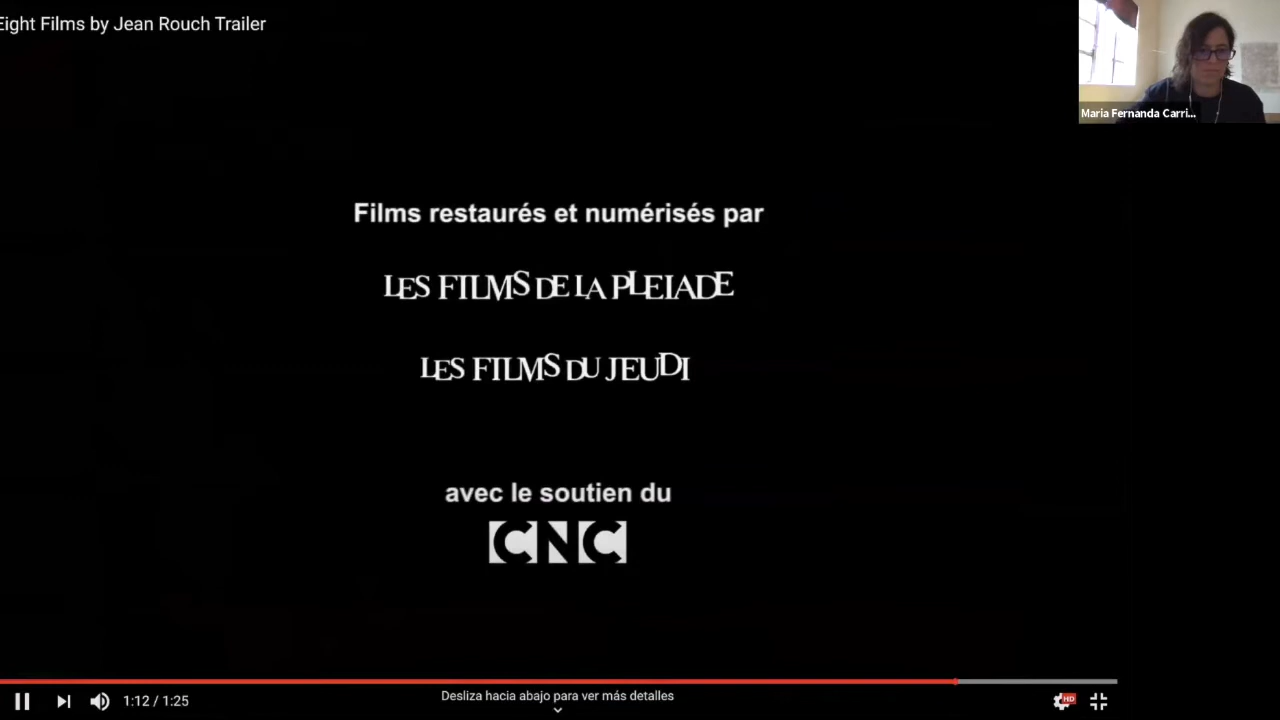 Eight Films by Jean Rouch Trailer
Maria Fernanda Carri...
Films restaurés et numérisés par
LES FILMS DE LA PLEIADE
LES FILMS DU JEUDI
avec le soutien du
CNC
Desliza hacia abajo para ver más detalles
1:12 / 1:25
HD